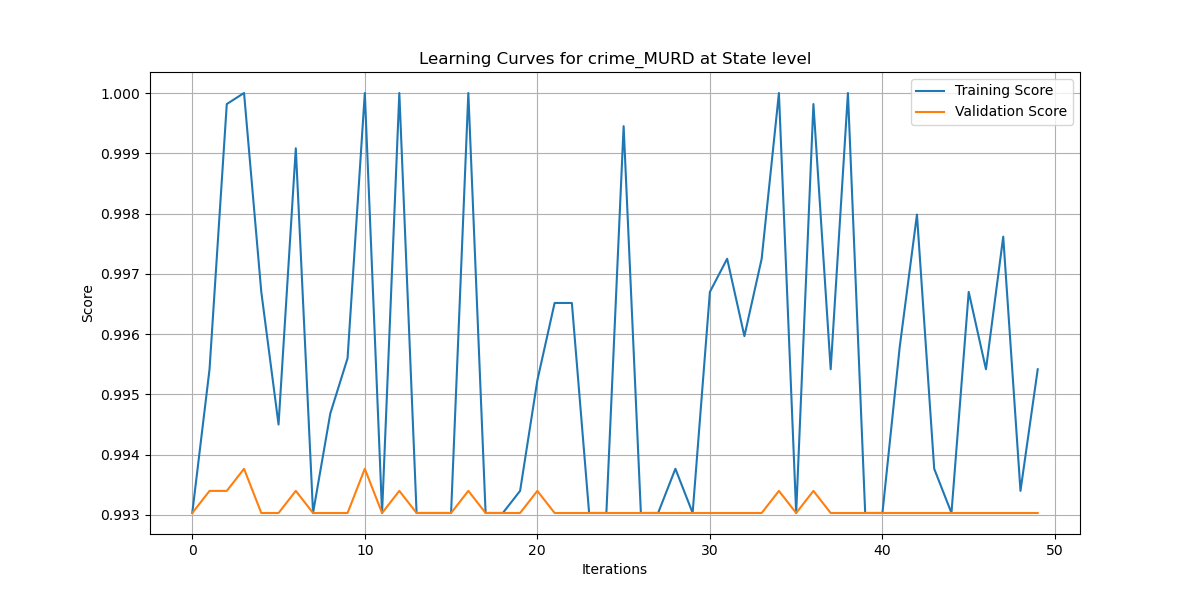 Learning Curves for crime_MURD at State level
Training Score
Validation Score
1.000
0.999
0.998
0.997
0.996
0.995
0.994
0.993
Score
0
10
20
30
40
50
Iterations